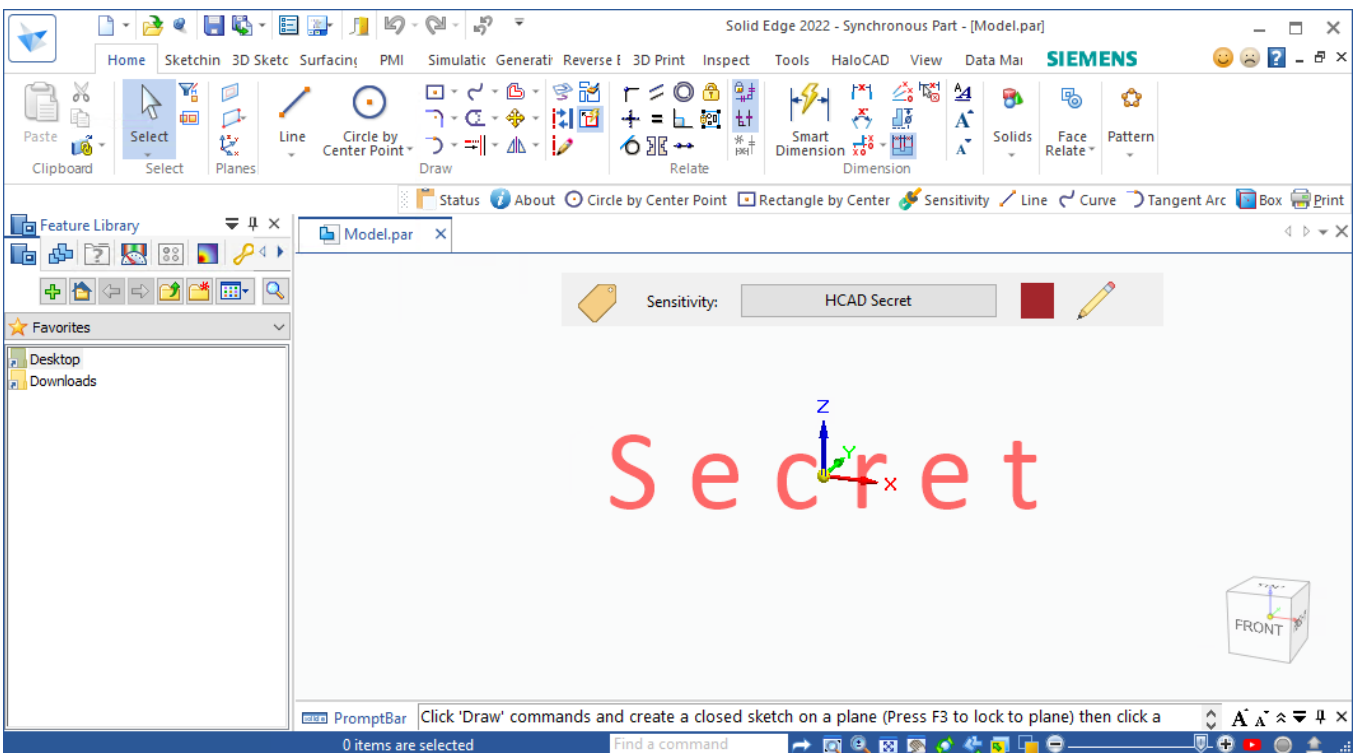 Solid Edge 2022 - Synchronous Part - [Model.par]
Home Sketchin 3D Sketc Surfacing PMI Simulatic Generati Reverse E 3D Print Inspect Tools HaloCAD View Data Mai SIEMENS
Paste Select Line Circle by Center Point Smart Dimension Solids Face Relate Pattern
Clipboard Select Planes Draw Relate Dimension
Status About Circle by Center Point Rectangle by Center Sensitivity Line Curve Tangent Arc Box Print
Feature Library
Model.par
Sensitivity: HCAD Secret
Favorites
Desktop
Downloads
Z
Y
X
Secret
FRONT
PromptBar Click 'Draw' commands and create a closed sketch on a plane (Press F3 to lock to plane) then click a
0 items are selected Find a command